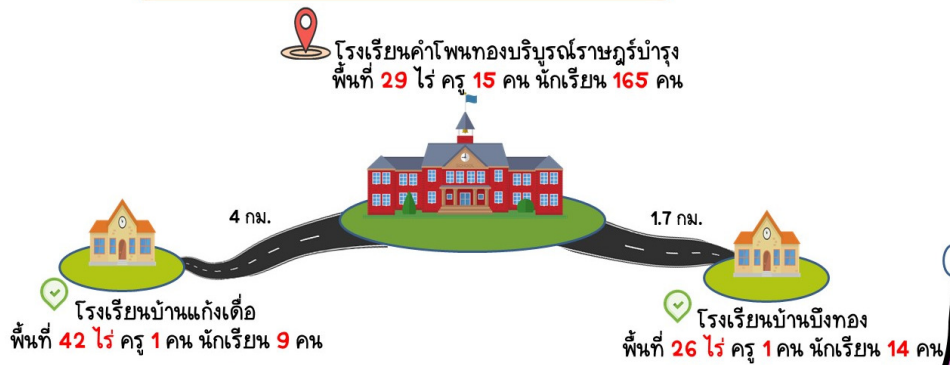 โรงเรียนคำโพนทองบริบูรณ์ราษฎร์บำรุง
พื้นที่ 29 ไร่ ครู 15 คน นักเรียน 165 คน
4 กม.
1.7 กม.
โรงเรียนบ้านแก้งเดื่อ
พื้นที่ 42 ไร่ ครู 1 คน นักเรียน 9 คน
โรงเรียนบ้านบึงทอง
พื้นที่ 26 ไร่ ครู 1 คน นักเรียน 14 คน